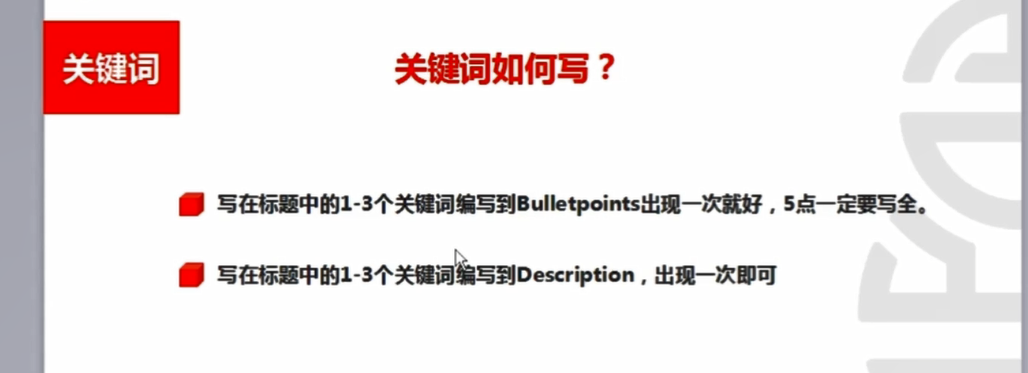 关键词
关键词如何写？
写在标题中的1-3个关键词编写到Bulletpoints出现一次就好，5点一定要写全。
写在标题中的1-3个关键词编写到Description，出现一次即可